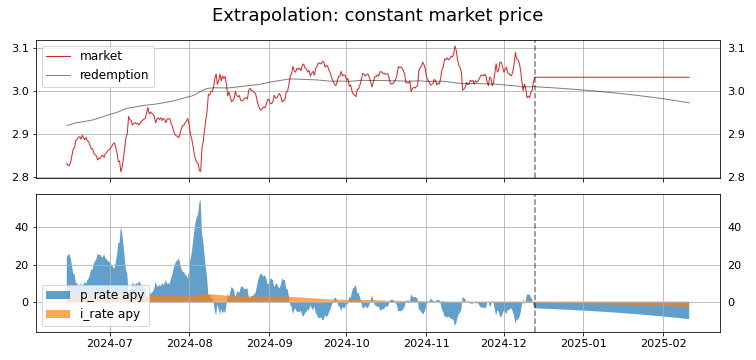 Extrapolation: constant market price
3.1 3.1
market
redemption
3.0 3.0
2.9 2.9
2.8 2.8
40 40
20 20
p_rate apy
0 0
i_rate apy
2024-07 2024-08 2024-09 2024-10 2024-11 2024-12 2025-01 2025-02